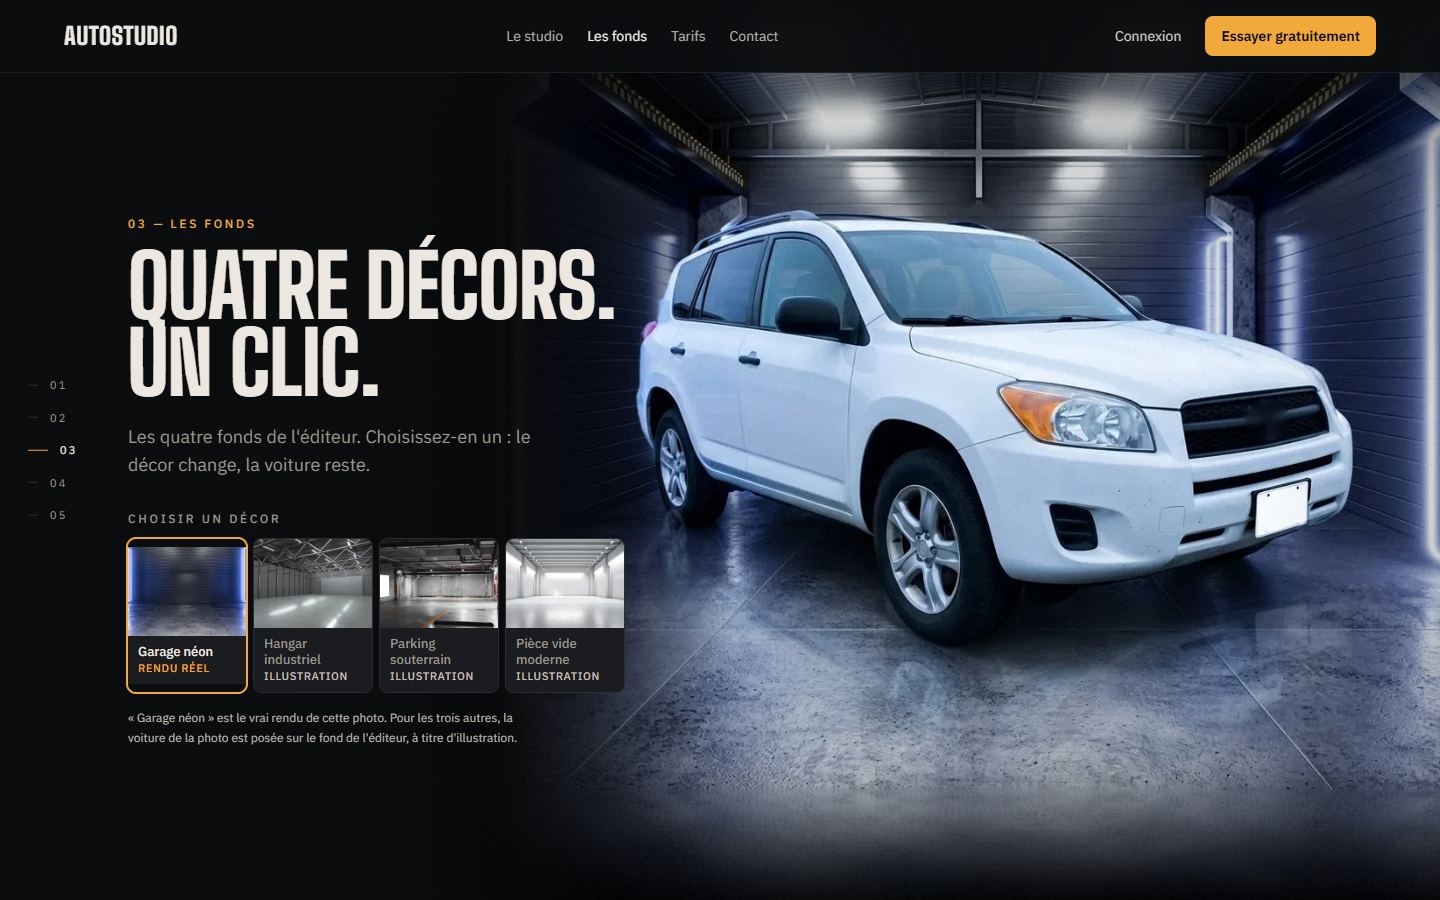 AUTOSTUDIO
Le studio
Les fonds
Tarifs
Contact
Connexion
Essayer gratuitement
03 — LES FONDS
QUATRE DÉCORS.
UN CLIC.
01
02
03
04
05
Les quatre fonds de l'éditeur. Choisissez-en un : le
décor change, la voiture reste.
CHOISIR UN DÉCOR
Garage néon
RENDU RÉEL
Hangar
industriel
ILLUSTRATION
Parking
souterrain
ILLUSTRATION
Pièce vide
moderne
ILLUSTRATION
« Garage néon » est le vrai rendu de cette photo. Pour les trois autres, la
voiture de la photo est posée sur le fond de l'éditeur, à titre d'illustration.